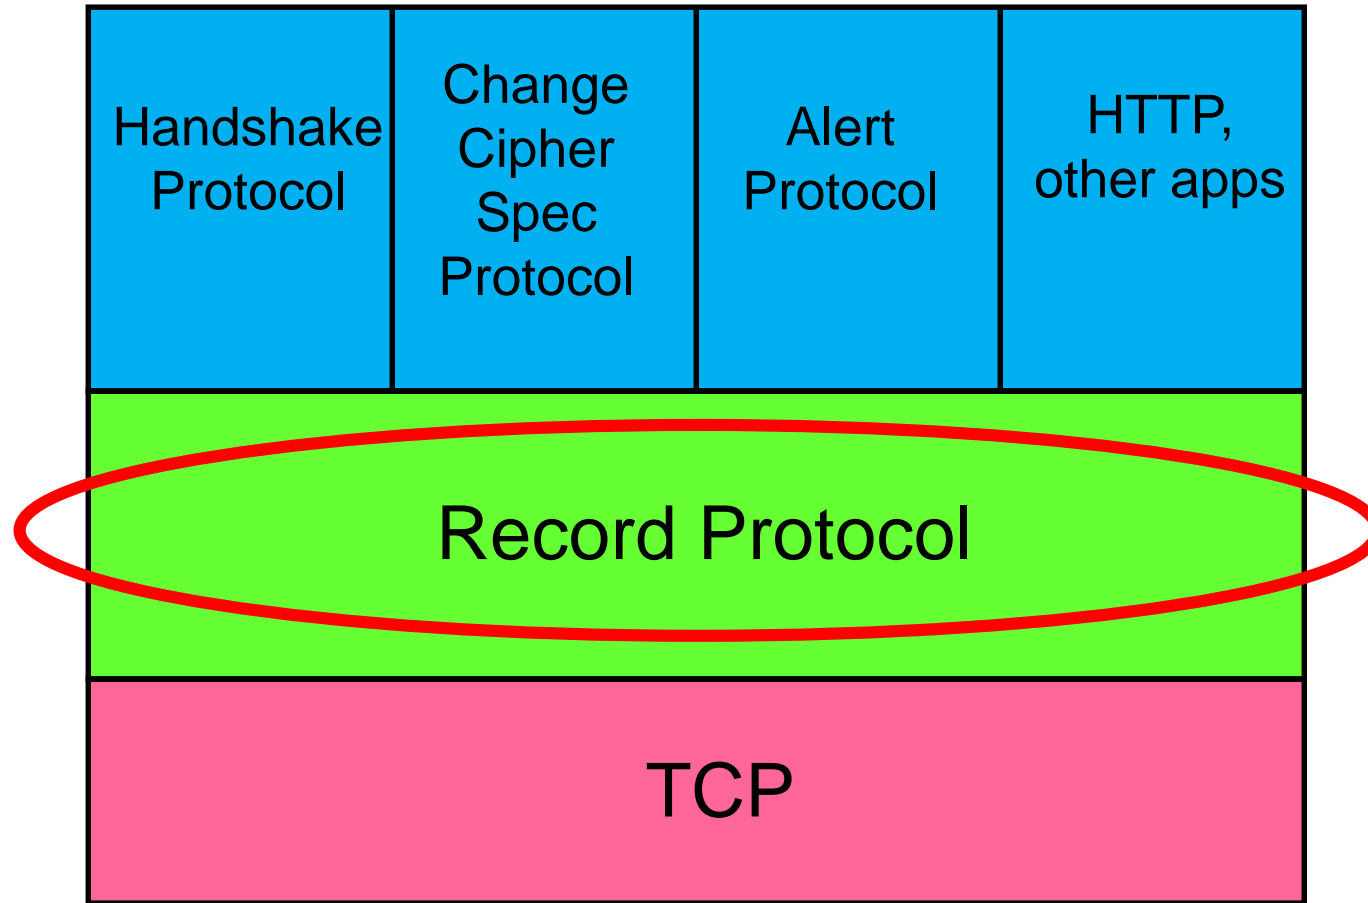 Handshake
Protocol
Change
Cipher
Spec
Protocol
Alert
Protocol
HTTP,
other apps
Record Protocol
TCP